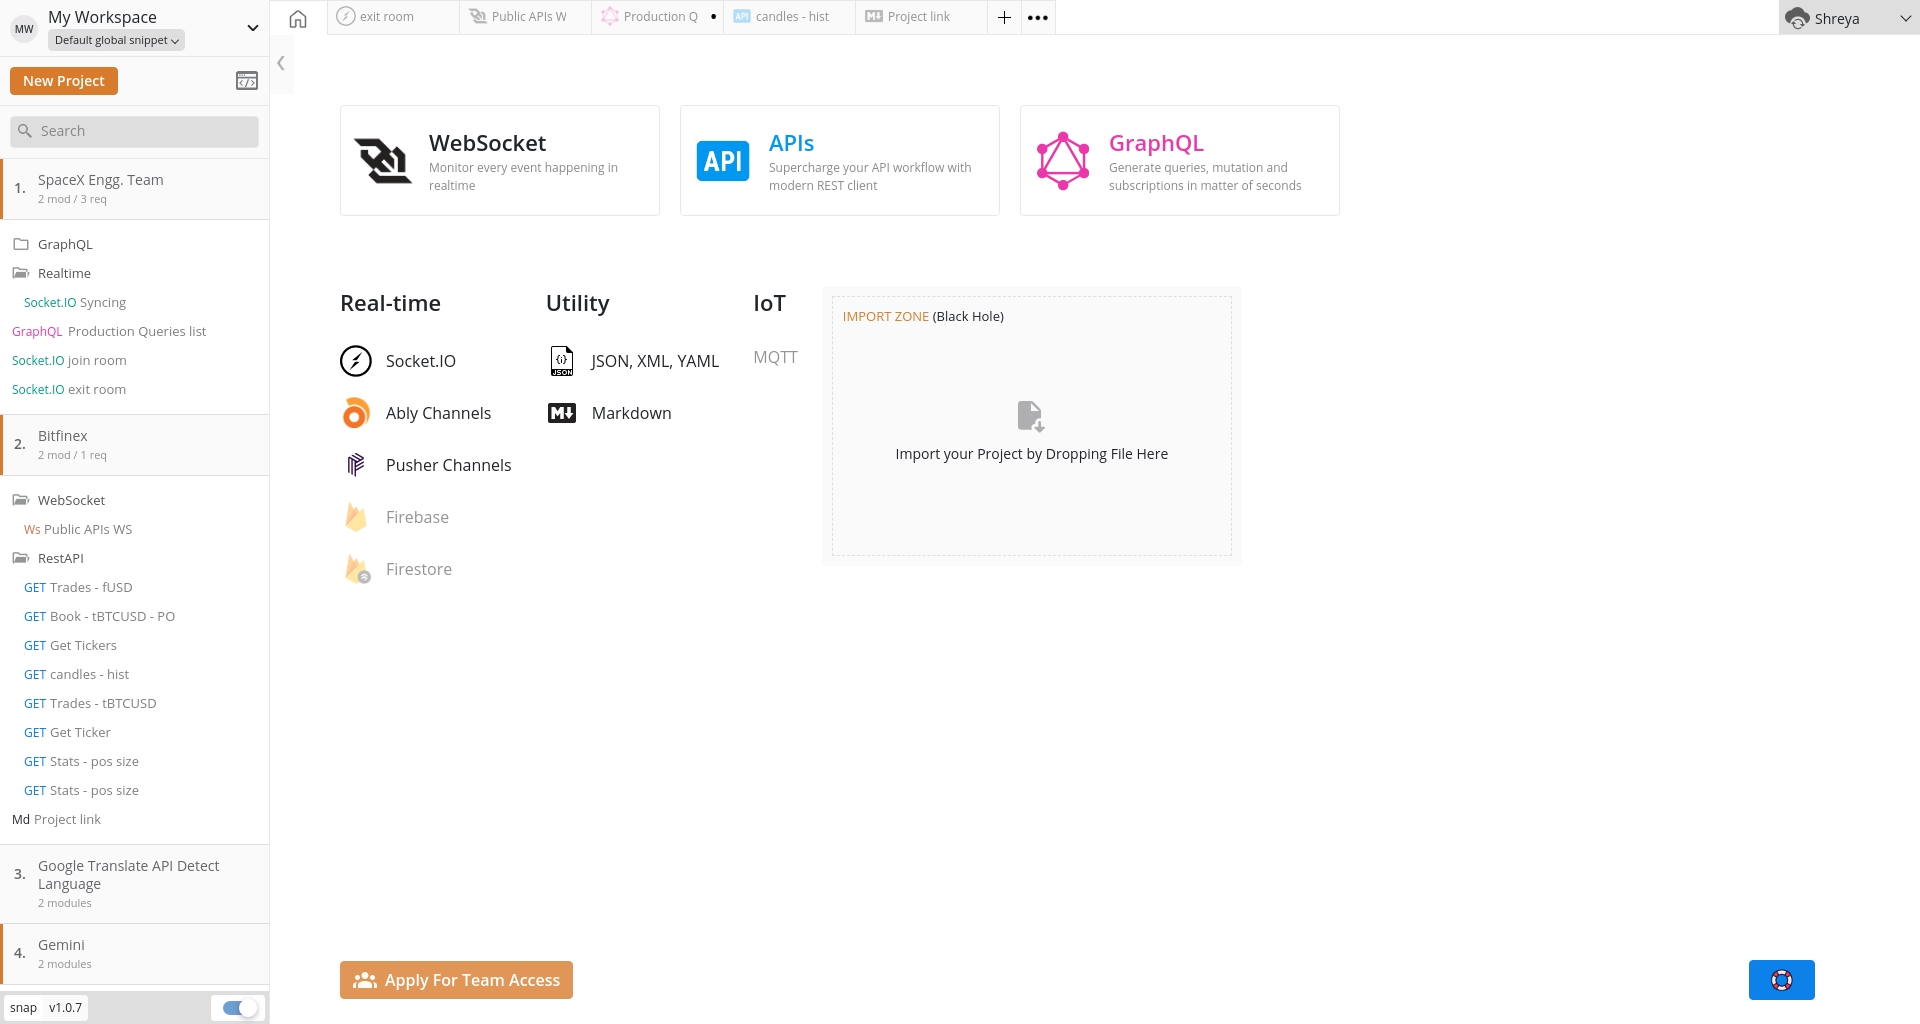 MW
My Workspace
Default global snippet
New Project
Search
1.
SpaceX Engg. Team
2 mod / 3 req
GraphQL
Realtime
Socket.IO Syncing
GraphQL Production Queries list
Socket.IO join room
Socket.IO exit room
2.
Bitfinex
2 mod / 1 req
WebSocket
Ws Public APIs WS
RestAPI
GET Trades - fUSD
GET Book - tBTCUSD - PO
GET Get Tickers
GET candles - hist
GET Trades - tBTCUSD
GET Get Ticker
GET Stats - pos size
GET Stats - pos size
Md Project link
3.
Google Translate API Detect
Language
2 modules
4.
Gemini
2 modules
snap v1.0.7
exit room
Public APIs W
Production Q
API candles - hist
Project link
Shreya
WebSocket
Monitor every event happening in
realtime
API
APIs
Supercharge your API workflow with
modern REST client
GraphQL
Generate queries, mutation and
subscriptions in matter of seconds
Real-time
Socket.IO
Ably Channels
Pusher Channels
Firebase
Firestore
Utility
JSON
JSON, XML, YAML
M
Markdown
IoT
MQTT
IMPORT ZONE (Black Hole)
Import your Project by Dropping File Here
Apply For Team Access